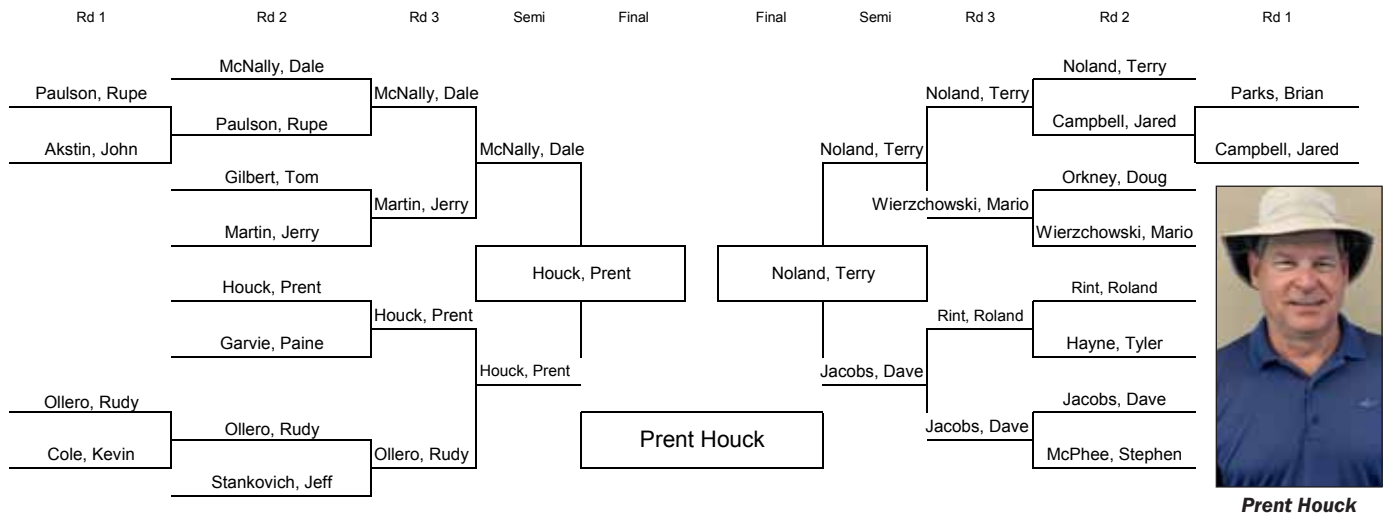 Rd 1 Rd 2 Rd 3 Semi Final Final Semi Rd 3 Rd 2 Rd 1
McNally, Dale Noland, Terry
Paulson, Rupe McNally, Dale Noland, Terry Parks, Brian
Paulson, Rupe Campbell, Jared
Akstin, John McNally, Dale Noland, Terry Campbell, Jared
Gilbert, Tom Orkney, Doug
Martin, Jerry Wierzchowski, Mario
Martin, Jerry Wierzchowski, Mario
Houck, Prent Noland, Terry
Houck, Prent Rint, Roland
Houck, Prent Rint, Roland
Garvie, Paine Hayne, Tyler
Houck, Prent Jacobs, Dave
Ollero, Rudy Jacobs, Dave
Ollero, Rudy Jacobs, Dave
Prent Houck
Cole, Kevin Ollero, Rudy McPhee, Stephen
Stankovich, Jeff
Prent Houck